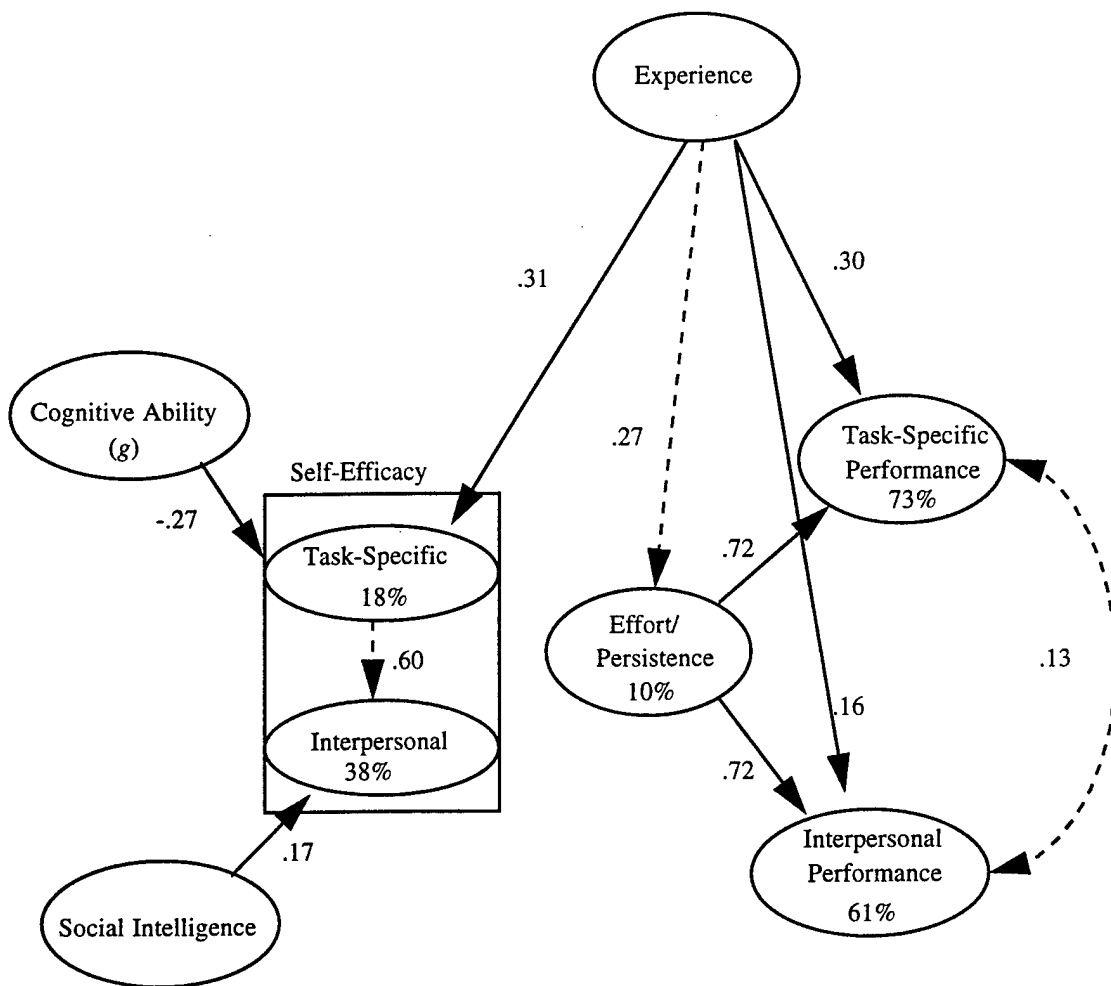 Experience
.31
.30
Cognitive Ability
(g)
.27
Task-Specific
Performance
73%
Self-Efficacy
-.27
Task-Specific
18%
.72
Effort/
Persistence
10%
.60
.13
.16
Interpersonal
38%
.72
.17
Interpersonal
Performance
61%
Social Intelligence